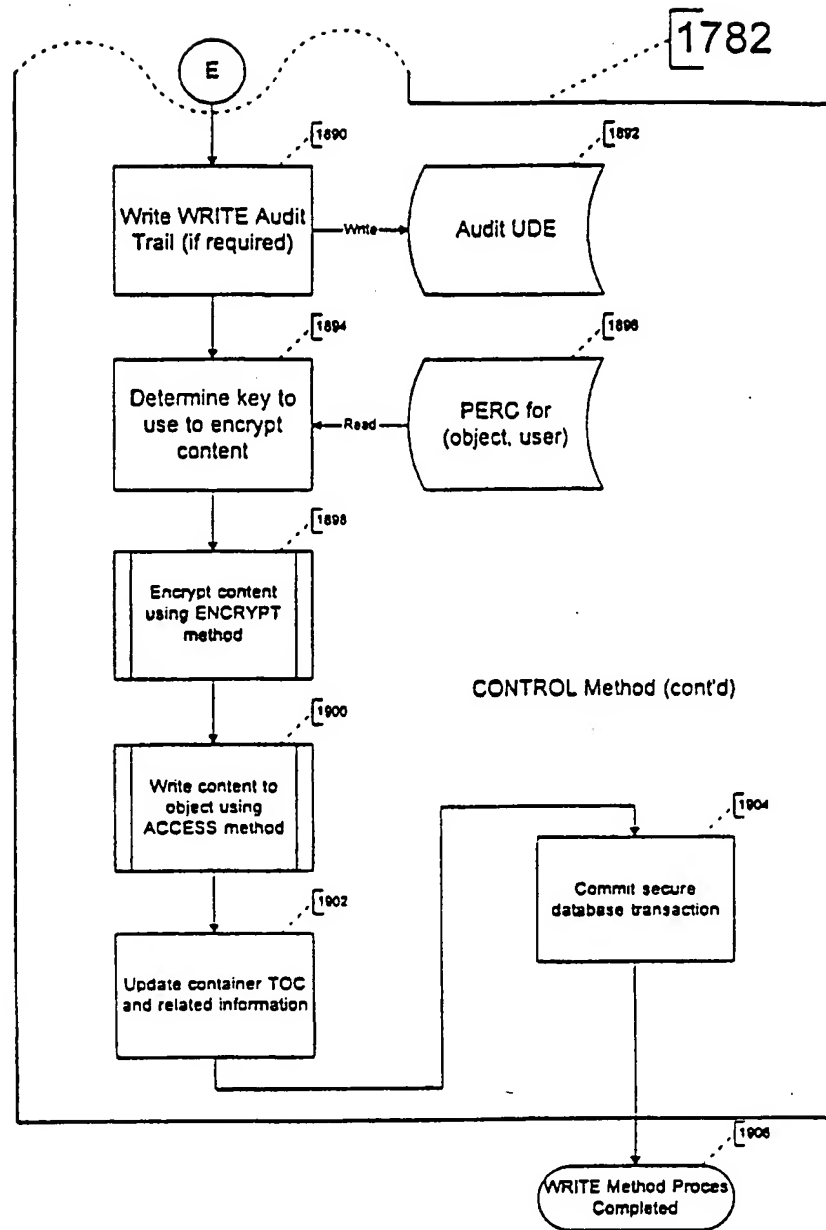 1782
E
1890
Write WRITE Audit
Trail (if required)
Write
1892
Audit UDE
1894
Determine key to
use to encrypt
content
Read
1896
PERC for
(object, user)
1898
Encrypt content
using ENCRYPT
method
CONTROL Method (cont'd)
1900
Write content to
object using
ACCESS method
1904
Commit secure
database transaction
1902
Update container TOC
and related information
1906
WRITE Method Proces
Completed